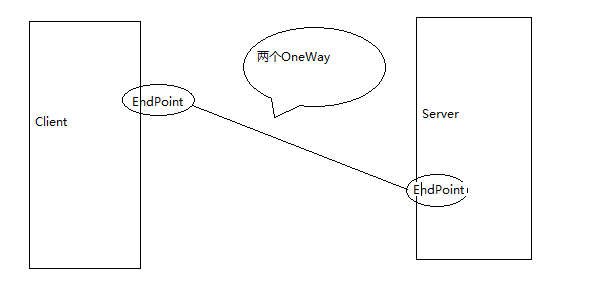 两个OneWay
EndPoint
Client
Server
EndPoint